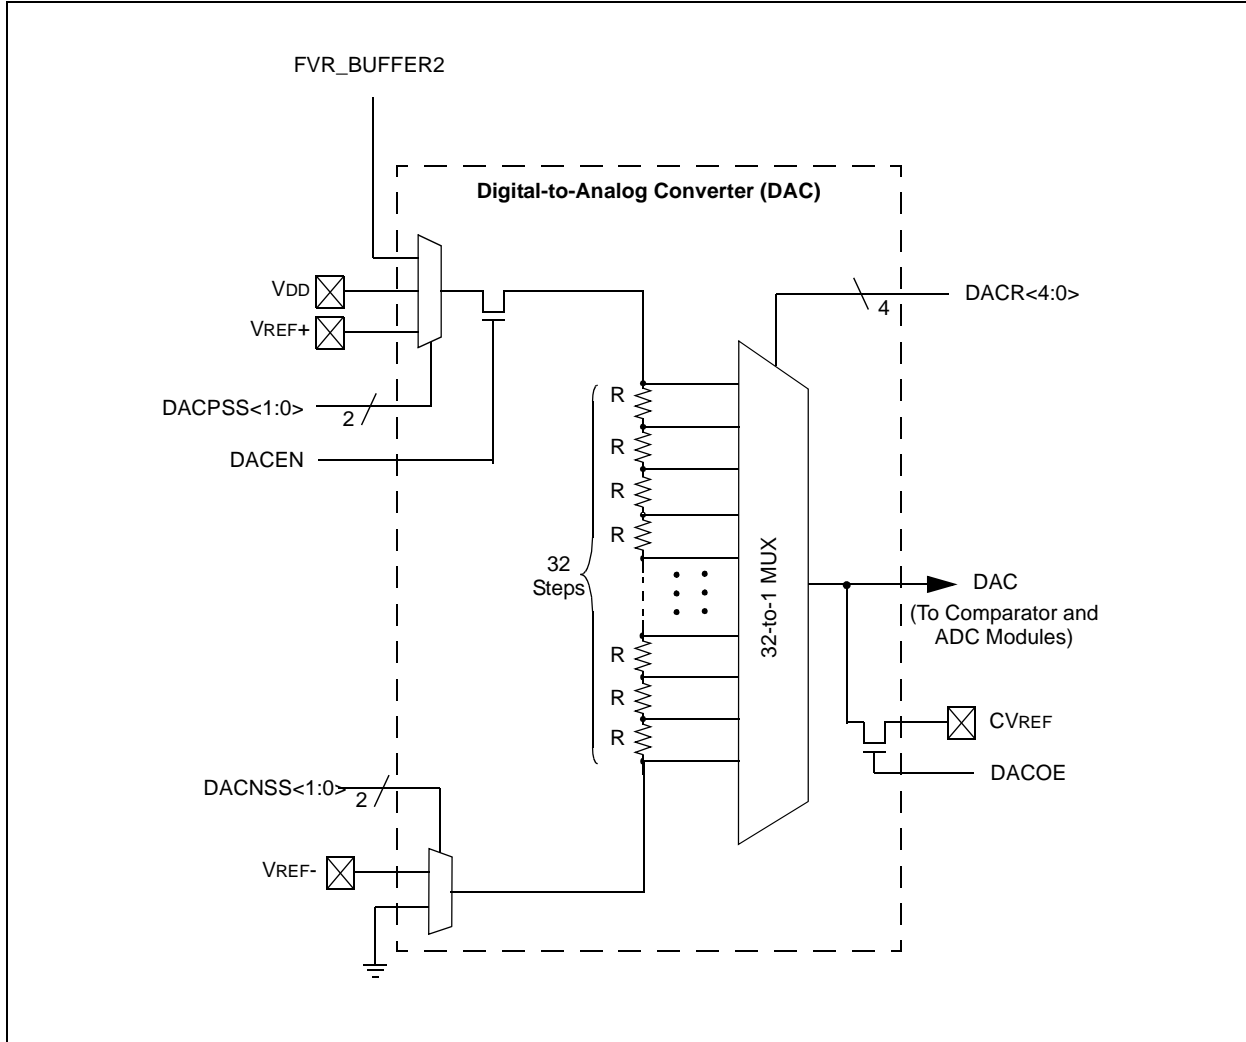 FVR_BUFFER2
Digital-to-Analog Converter (DAC)
VDD
VREF+
DACR<4:0>
4
DACPSS<1:0>
2
DACEN
R
R
R
R
32
Steps
32-to-1 MUX
DAC
(To Comparator and
ADC Modules)
R
R
R
CVREF
DACOE
DACNSS<1:0>
2
VREF-